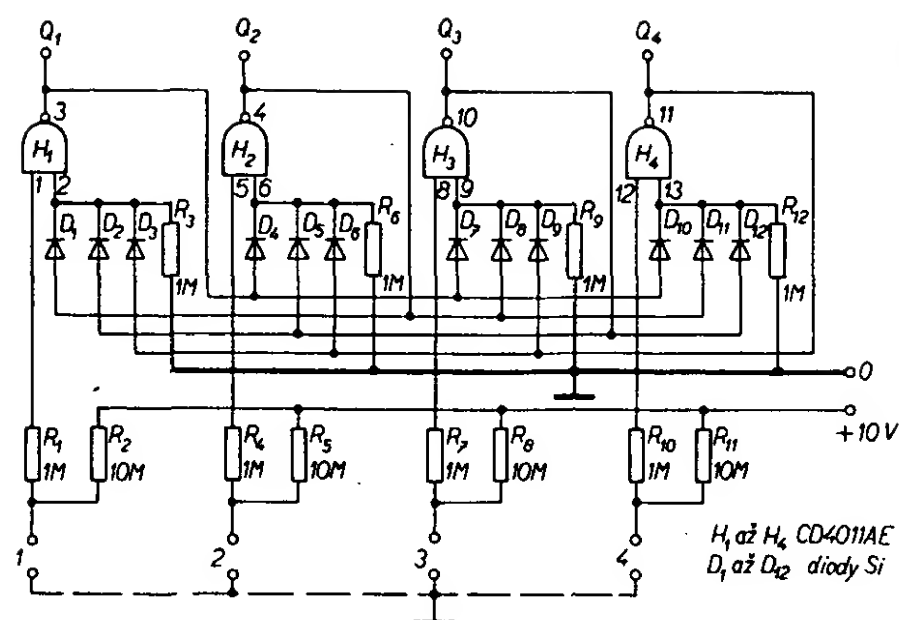 Q1 Q2 Q3 Q4
3 4 10 11
H1 H2 H3 H4
1 2 5 6 8 9 12 13
D1 D2 D3 R3 D4 D5 D6 R6 D7 D8 D9 R9 D10 D11 D12 R12
1M 1M 1M 1M
0
+10V
R1 R2 R4 R5 R7 R8 R10 R11
1M 10M 1M 10M 1M 10M 1M 10M
1 2 3 4
H1 až H4 CD4011AE
D1 až D12 diody Si